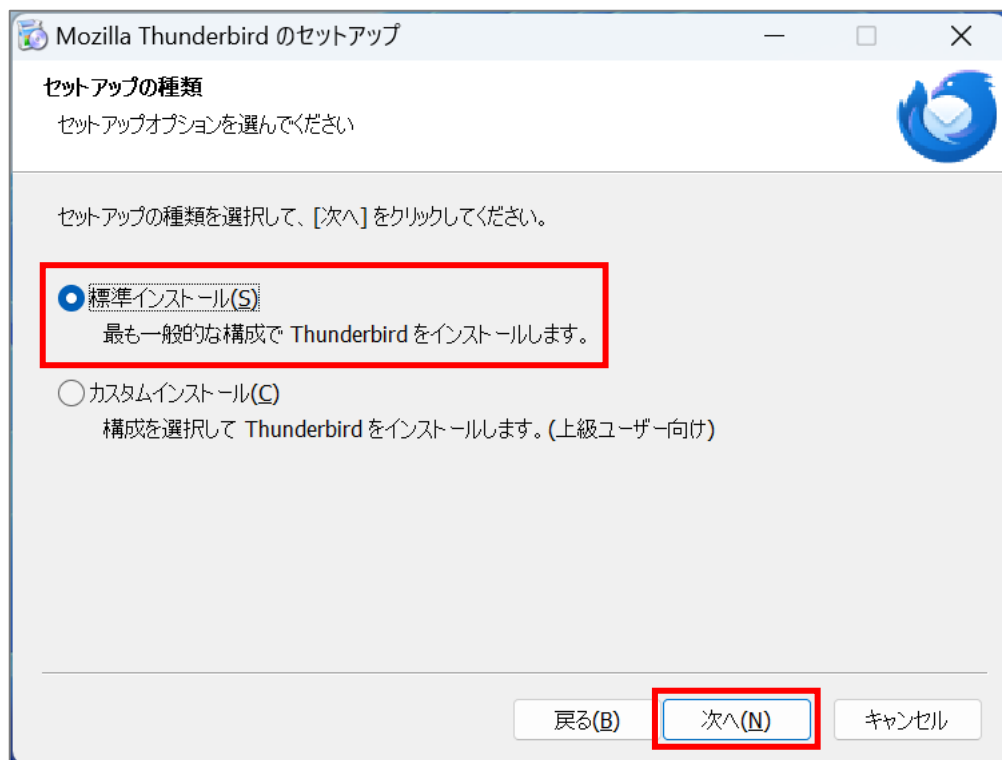 Mozilla Thunderbird のセットアップ
セットアップの種類
セットアップオプションを選んでください
セットアップの種類を選択して、[次へ] をクリックしてください。
標準インストール(S)
最も一般的な構成で Thunderbird をインストールします。
カスタムインストール(C)
構成を選択して Thunderbird をインストールします。(上級ユーザー向け)
戻る(B) 次へ(N) キャンセル